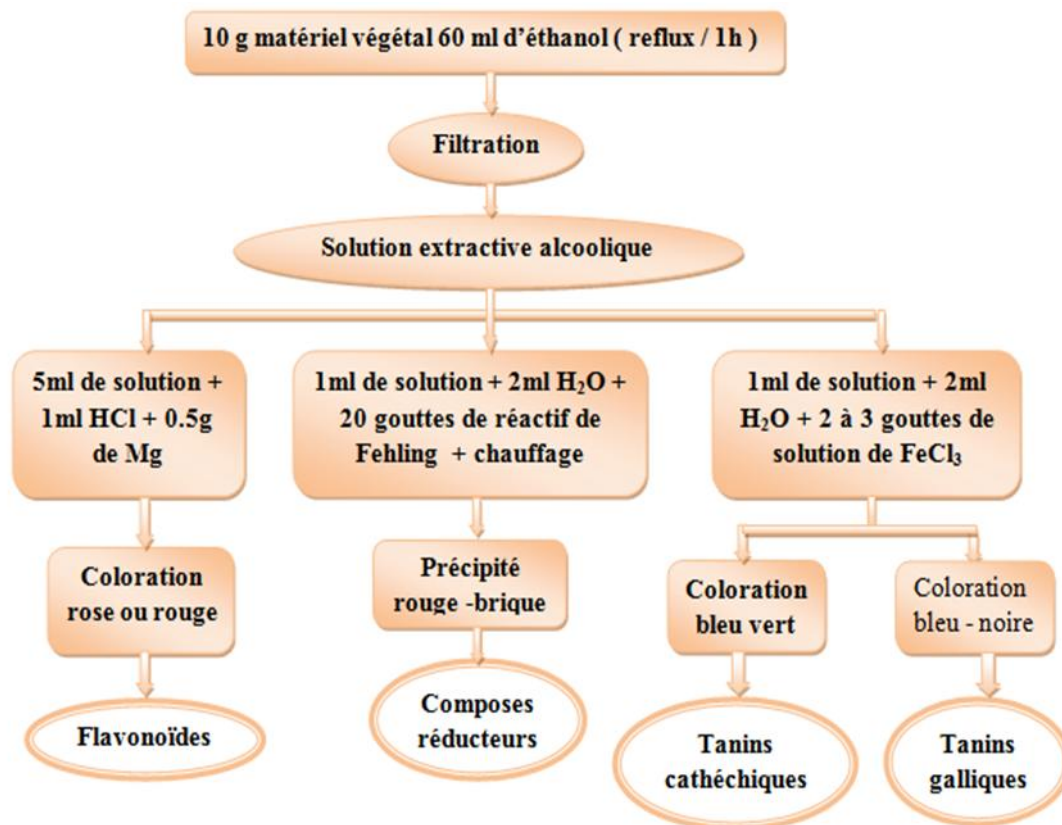 10 g matériel végétal 60 ml d'éthanol ( reflux / 1h )
Filtration
Solution extractive alcoolique
5ml de solution +
1ml HCl + 0.5g
de Mg
1ml de solution + 2ml H₂O +
20 gouttes de réactif de
Fehling + chauffage
1ml de solution + 2ml
H₂O + 2 à 3 gouttes de
solution de FeCl₃
Coloration
rose ou rouge
Précipité
rouge -brique
Coloration
bleu vert
Coloration
bleu - noire
Flavonoïdes
Composes
réducteurs
Tanins
cathéchiques
Tanins
galliques